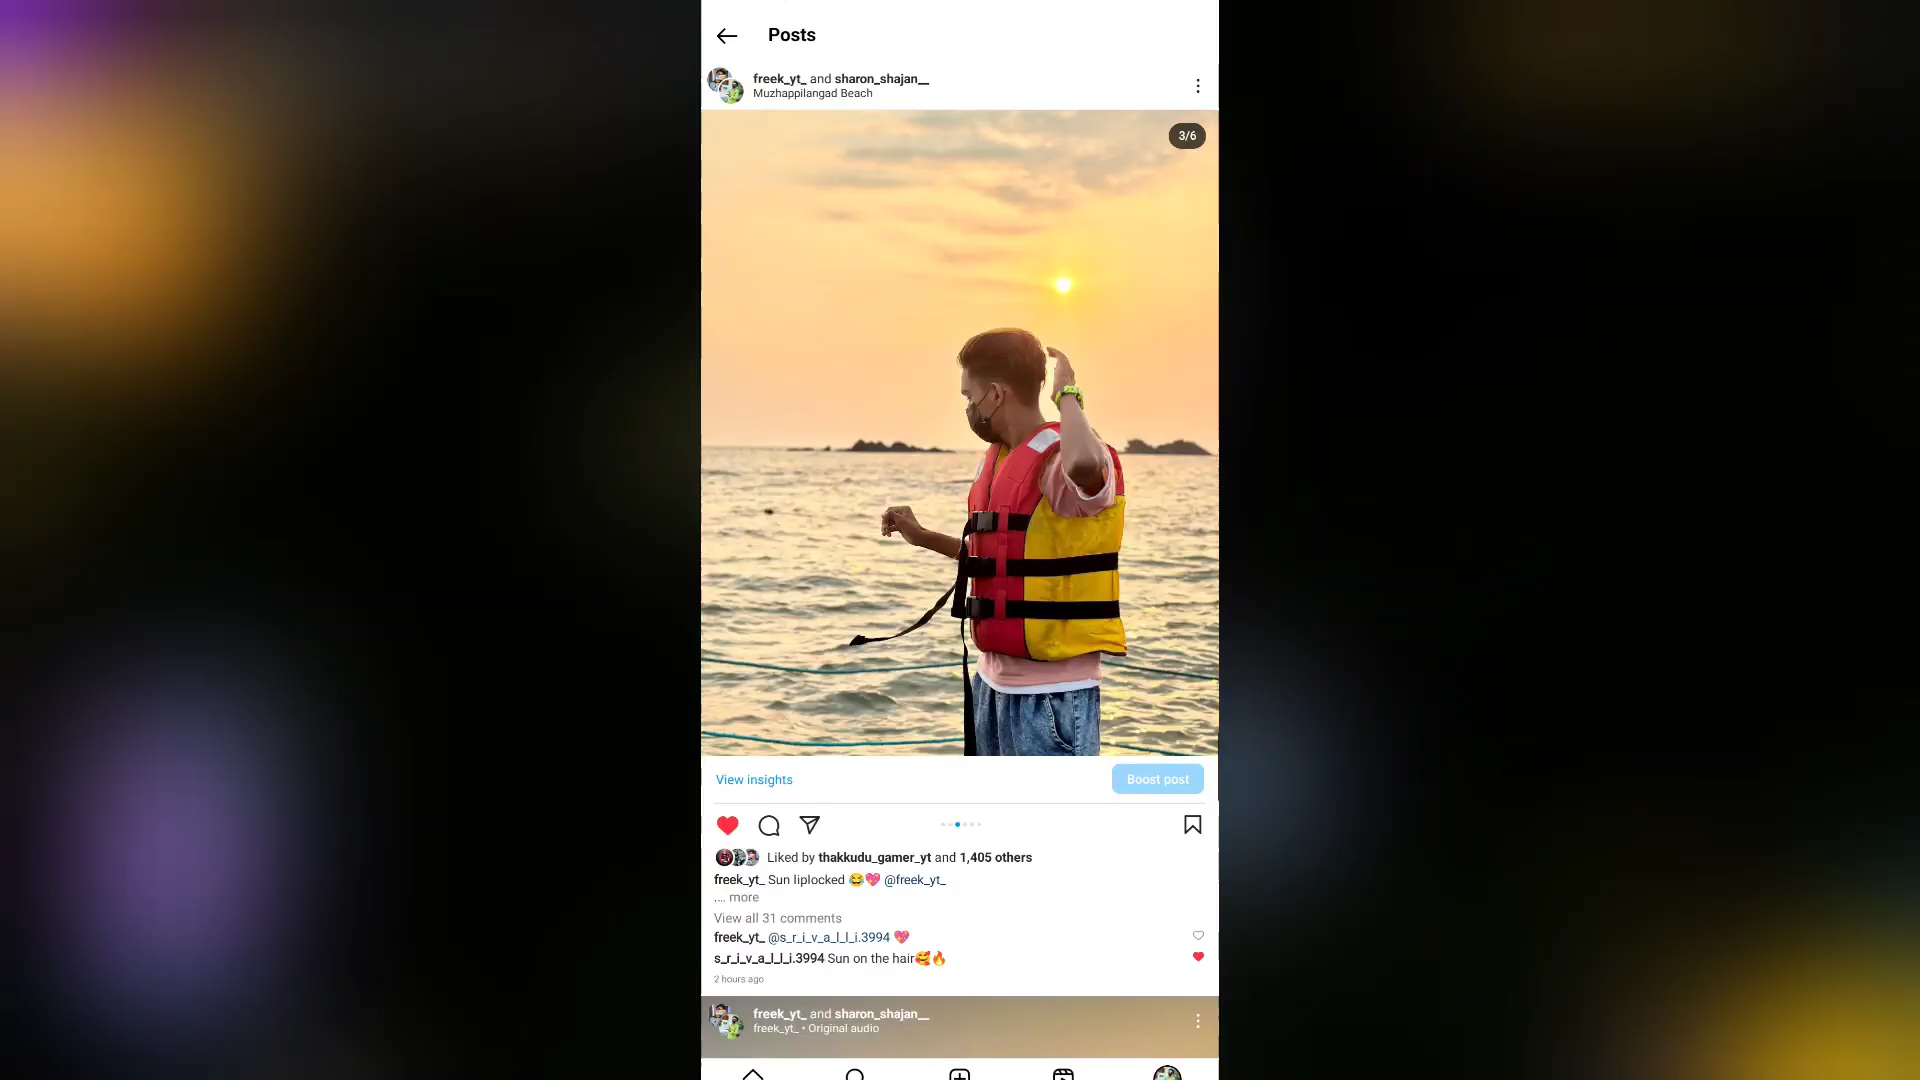 Posts
freek_yt_ and sharon_shajan__
Muzhappilangad Beach
3/6
View insights
Boost post
Liked by thakkudu_gamer_yt and 1,405 others
freek_yt_ Sun liplocked 😂💖 @freek_yt_
.... more
View all 31 comments
freek_yt_ @s_r_i_v_a_l_l_i.3994 💖
s_r_i_v_a_l_l_i.3994 Sun on the hair🥰🔥
2 hours ago
freek_yt_ and sharon_shajan__
freek_yt_ • Original audio